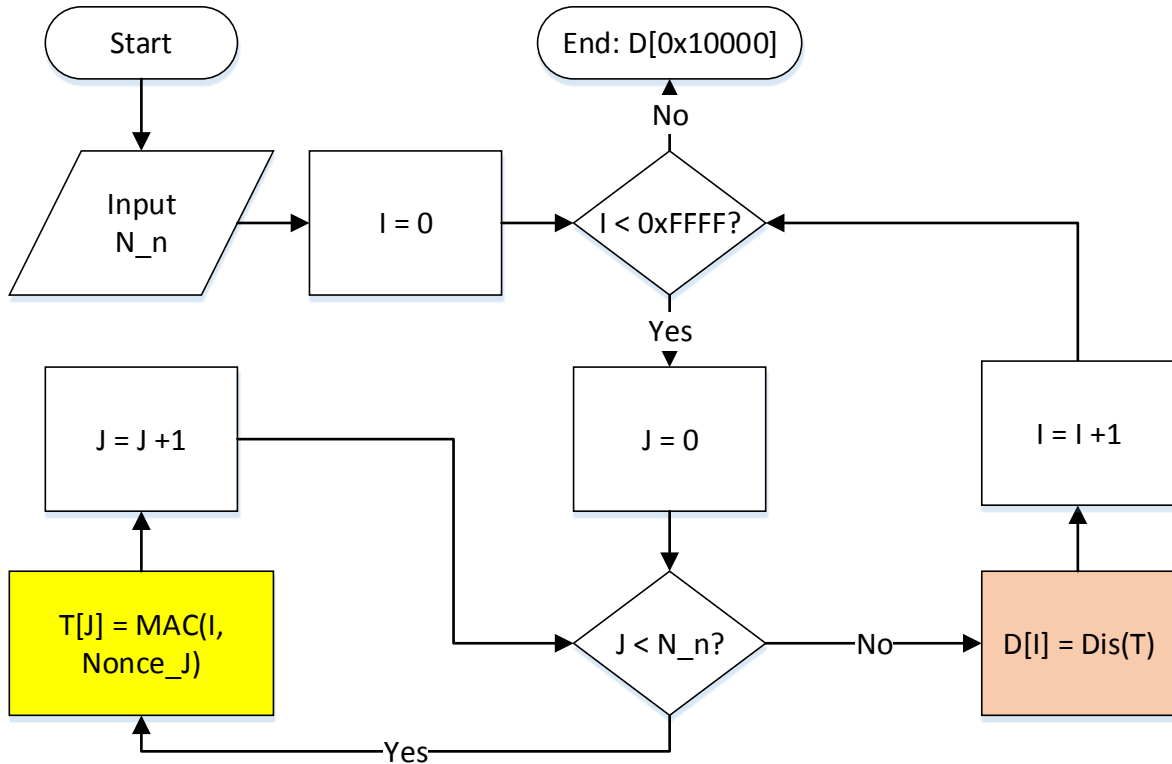 Start
End: D[0x10000]
No
Input
N_n
I = 0
I < 0xFFFF?
Yes
J = J +1
J = 0
I = I +1
T[J] = MAC(I,
Nonce_J)
J < N_n?
No
D[I] = Dis(T)
Yes